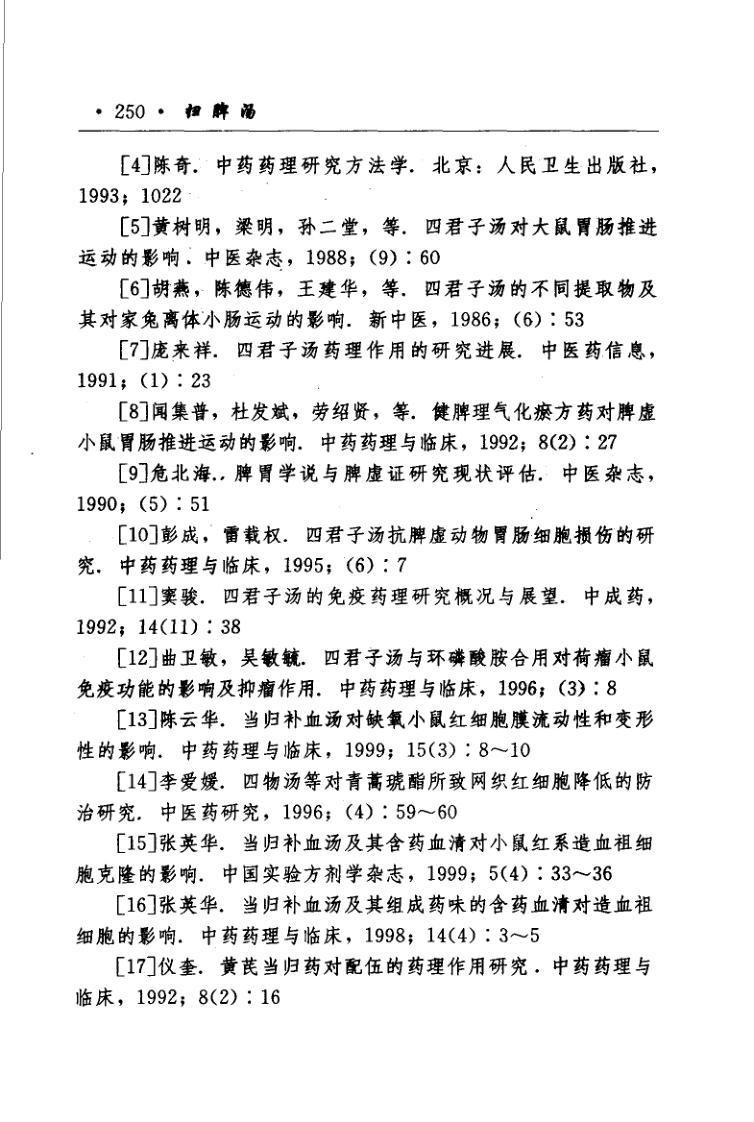 · 250 · 归脾汤
[4]陈奇. 中药药理研究方法学. 北京: 人民卫生出版社,
1993; 1022
[5]黄树明, 梁明, 孙二堂, 等. 四君子汤对大鼠胃肠推进
运动的影响. 中医杂志, 1988; (9)∶60
[6]胡燕, 陈德伟, 王建华, 等. 四君子汤的不同提取物及
其对家兔离体小肠运动的影响. 新中医, 1986; (6)∶53
[7]庞来祥. 四君子汤药理作用的研究进展. 中医药信息,
1991; (1)∶23
[8]闻集普, 杜发斌, 劳绍贤, 等. 健脾理气化瘀方药对脾虚
小鼠胃肠推进运动的影响. 中药药理与临床, 1992; 8(2)∶27
[9]危北海.. 脾胃学说与脾虚证研究现状评估. 中医杂志,
1990; (5)∶51
[10]彭成, 雷载权. 四君子汤抗脾虚动物胃肠细胞损伤的研
究. 中药药理与临床, 1995; (6)∶7
[11]窦骏. 四君子汤的免疫药理研究概况与展望. 中成药,
1992; 14(11)∶38
[12]曲卫敏, 吴敏毓. 四君子汤与环磷酸胺合用对荷瘤小鼠
免疫功能的影响及抑瘤作用. 中药药理与临床, 1996; (3)∶8
[13]陈云华. 当归补血汤对缺氧小鼠红细胞膜流动性和变形
性的影响. 中药药理与临床, 1999; 15(3)∶8～10
[14]李爱媛. 四物汤等对青蒿琥酯所致网织红细胞降低的防
治研究. 中医药研究, 1996; (4)∶59～60
[15]张英华. 当归补血汤及其含药血清对小鼠红系造血祖细
胞克隆的影响. 中国实验方剂学杂志, 1999; 5(4)∶33～36
[16]张英华. 当归补血汤及其组成药味的含药血清对造血祖
细胞的影响. 中药药理与临床, 1998; 14(4)∶3～5
[17]仪奎. 黄芪当归药对配伍的药理作用研究. 中药药理与
临床, 1992; 8(2)∶16